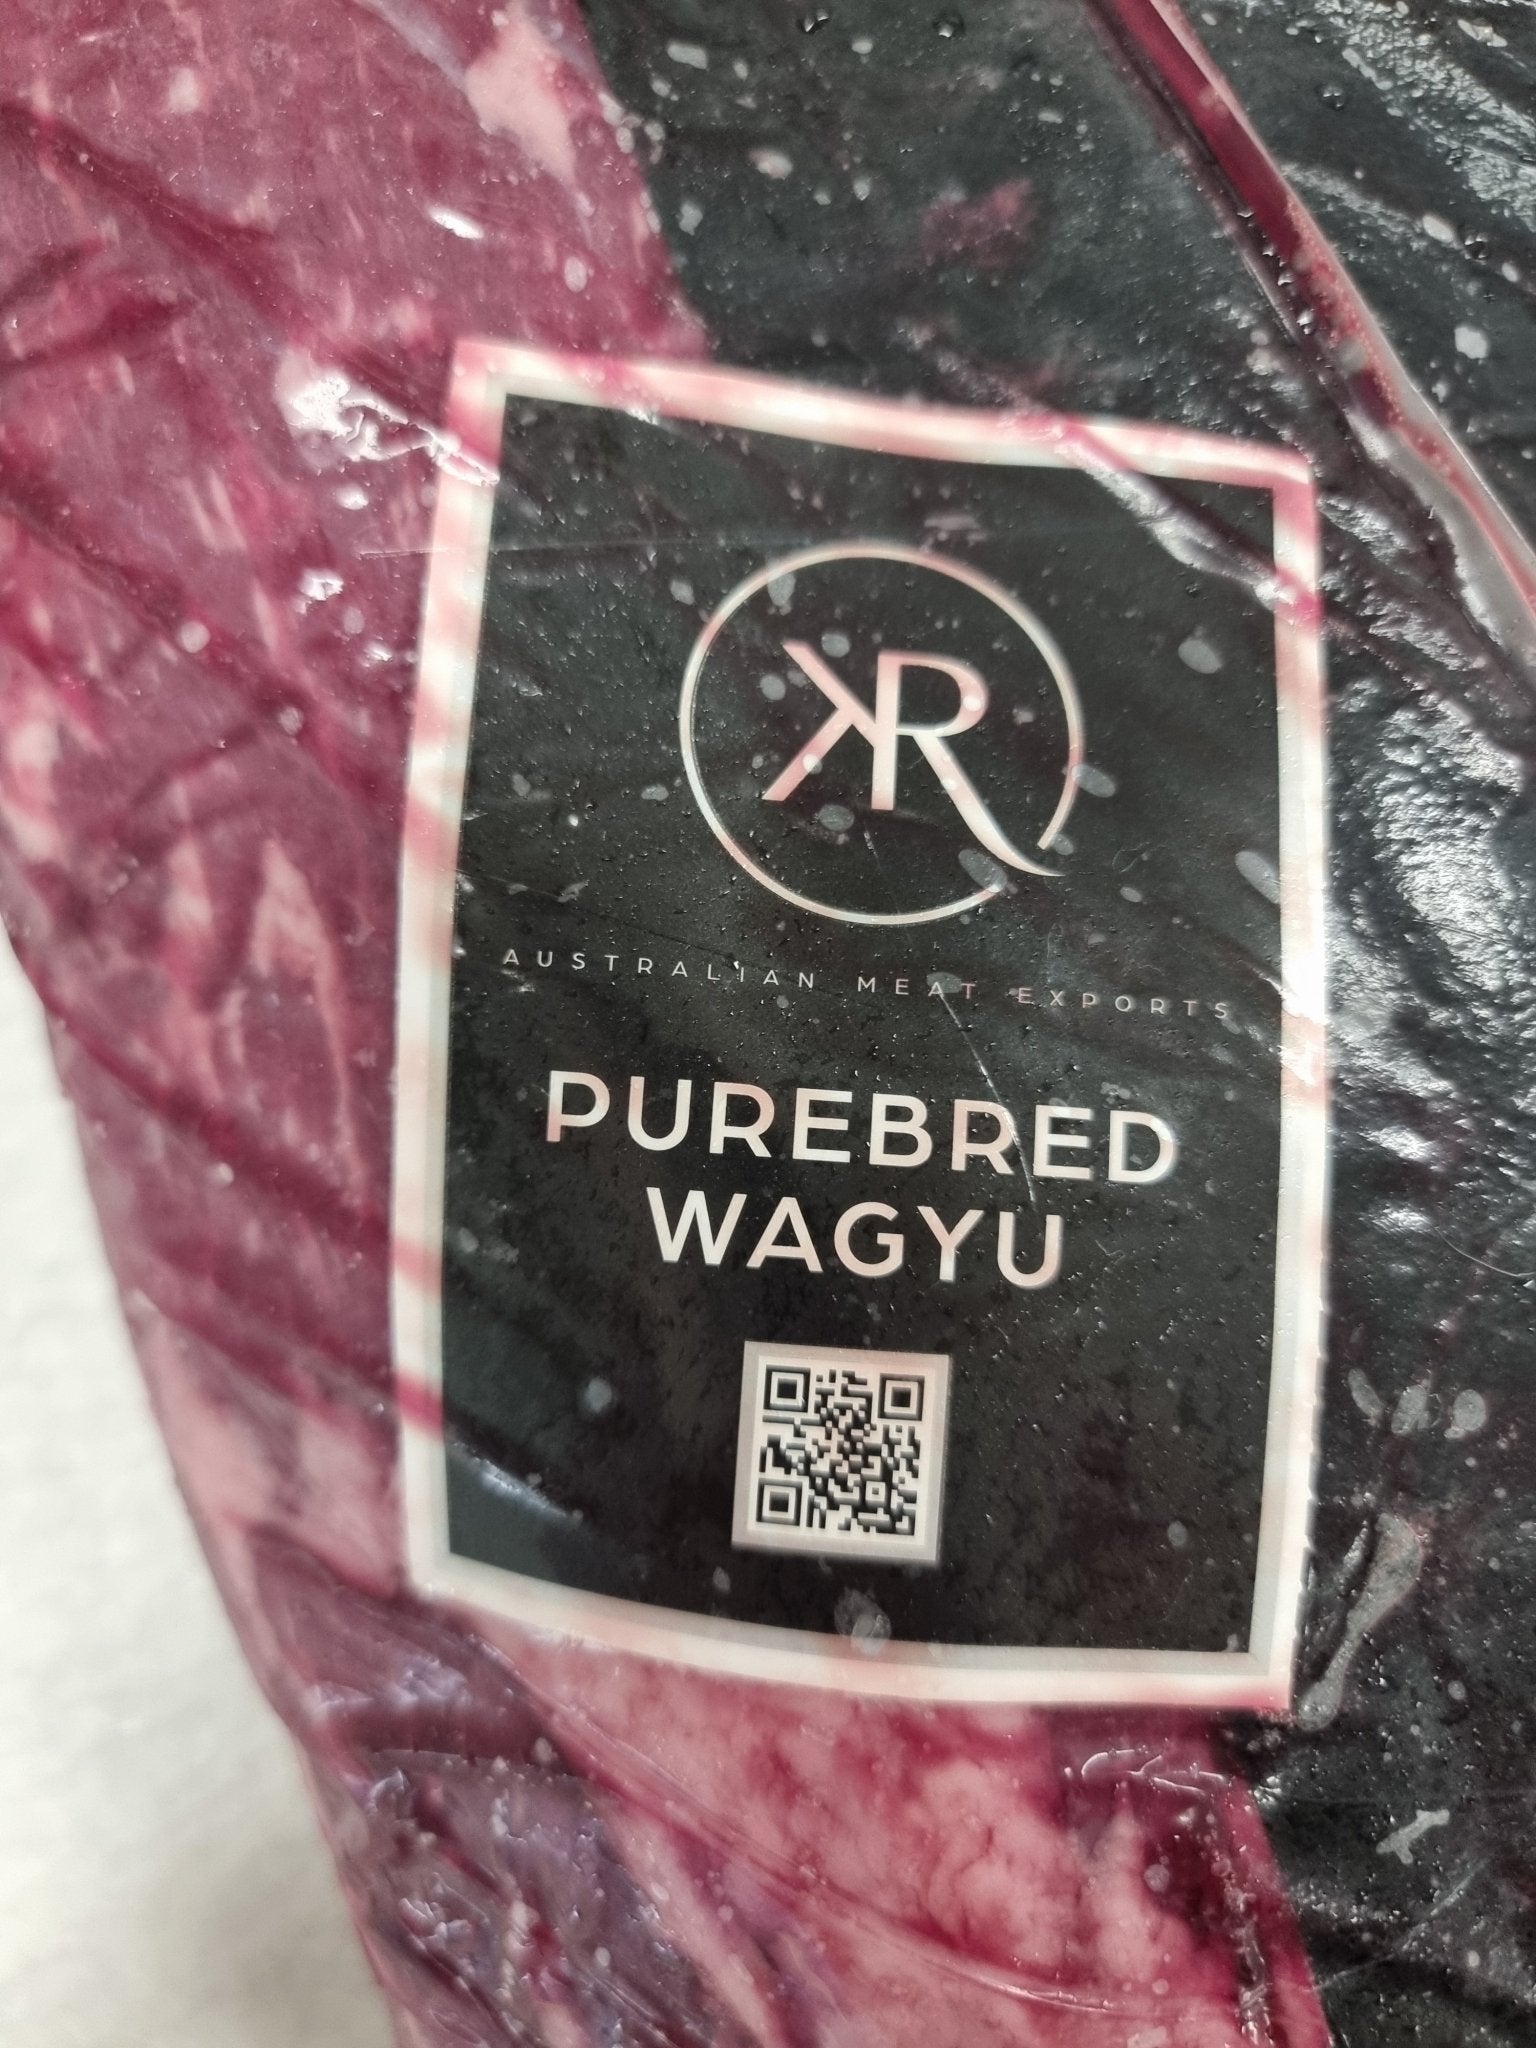 KR
AUSTRALIAN MEAT EXPORTS
PUREBRED
WAGYU